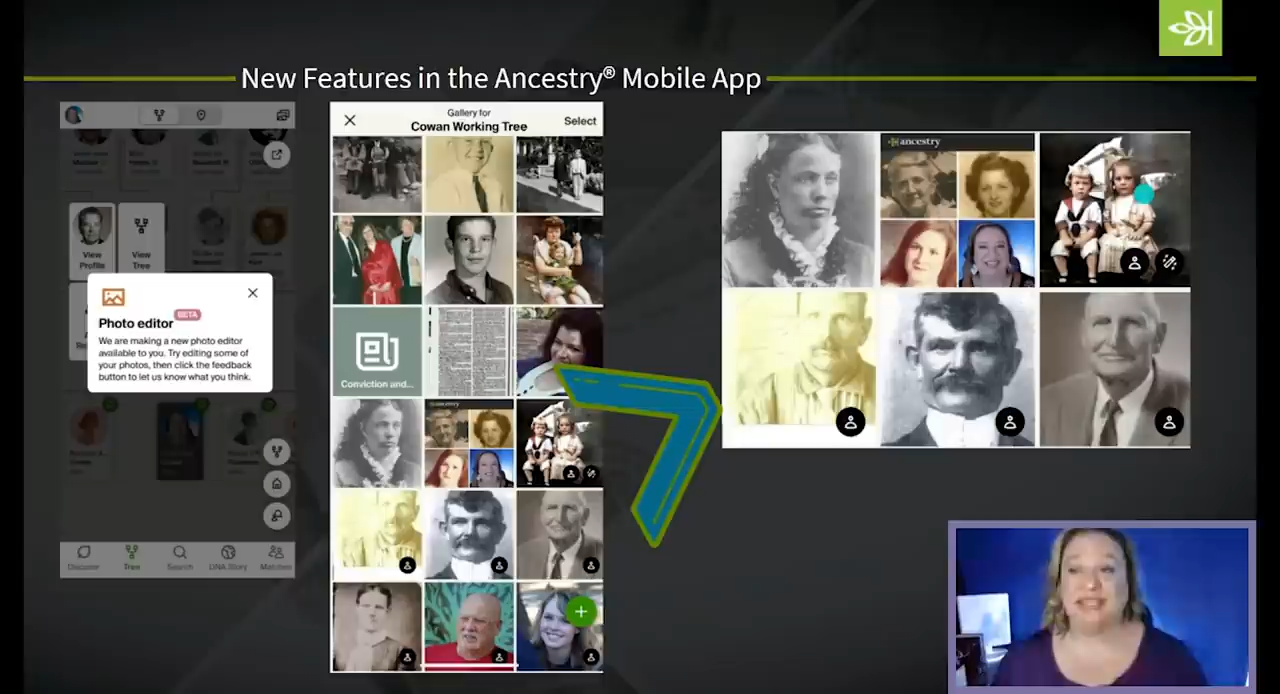 New Features in the Ancestry® Mobile App
View
Profile
View
Tree
Photo editor BETA
We are making a new photo editor
available to you. Try editing some of
your photos, then click the feedback
button to let us know what you think.
Discover
Tree
Search
DNA Story
Matches
Gallery for
Cowan Working Tree
Select
Conviction and...
ancestry